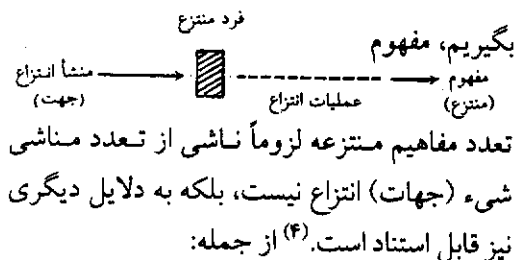 فرد منتزع
بگیریم، مفهوم
منشأ انتزاع
(جهت)
عملیات انتزاع
مفهوم
(منتزع)
تعدد مفاهیم منتزعه لزوماً ناشی از تعدد مناشی
شیء (جهات) انتزاع نیست، بلکه به دلایل دیگری
نیز قابل استناد است.(۴) از جمله: